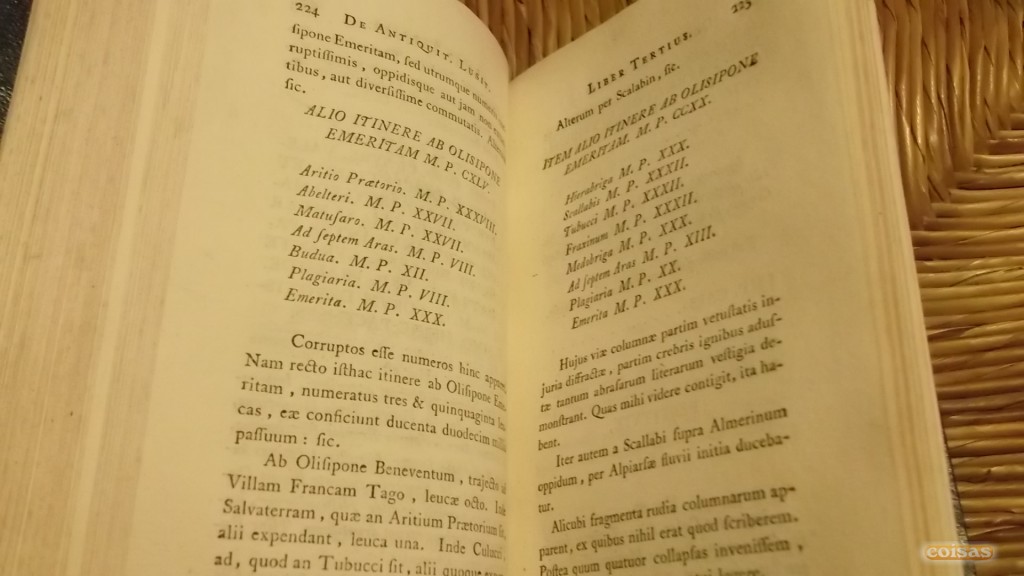 224 DE ANTIQUIT. LUSIT.
ſipone Emeritam, ſed utrumque
ruptiſſimis, oppidisque aut jam non
tibus, aut diverſiſſime commutatis.
ſic.
ALIO ITINERE AB OLISIPONE
EMERITAM M. P. CXLV.
Aritio Prætorio. M. P. XXXVIII.
Abelteri. M. P. XXVII.
Matuſaro. M. P. XXVII.
Ad ſeptem Aras. M. P. VIII.
Budua. M. P. XII.
Plagiaria. M. P. VIII.
Emerita. M. P. XXX.
Corruptos eſſe numeros hinc
Nam recto iſthac itinere ab Oliſipone
ritam, numeratus tres & quinquaginta
cas, eæ conficiunt ducenta duodecim
paſſuum : ſic.
Ab Oliſipone Beneventum, trajecto
Villam Francam Tago, leucæ octo.
Salvaterram, quæ an Aritium Prætorium
alii expendant, leuca una. Inde
ad, quod an Tubucci ſit, alii quoque
225
LIBER TERTIUS.
Alterum per Scalabin, ſic.
ITEM ALIO ITINERE AB OLISIPONE
EMERITAM. M. P. CCXX.
Hierabriga M. P. XXX.
Scallabis M. P. XXXII.
Tubucci M. P. XXXII.
Fraxinum M. P. XXXII.
Medobriga M. P. XXX.
Ad ſeptem Aras M. P. XIII.
Plagiaria M. P. XX.
Emerita M. P. XXX.
Hujus viæ columnæ partim vetuſtatis in-
juria diffractæ, partim crebris ignibus aduſ-
tæ tantum abraſarum literarum veſtigia de-
monſtrant. Quas mihi videre contigit, ita ha-
bent.
Iter autem a Scallabi ſupra Almerinum
oppidum, per Alpiarſæ fluvii initia duceba-
tur.
Alicubi fragmenta rudia columnarum ap-
parent, ex quibus nihil erat quod ſcriberem.
Poſtea quum quatuor collapſas inveniſſem,
coisas